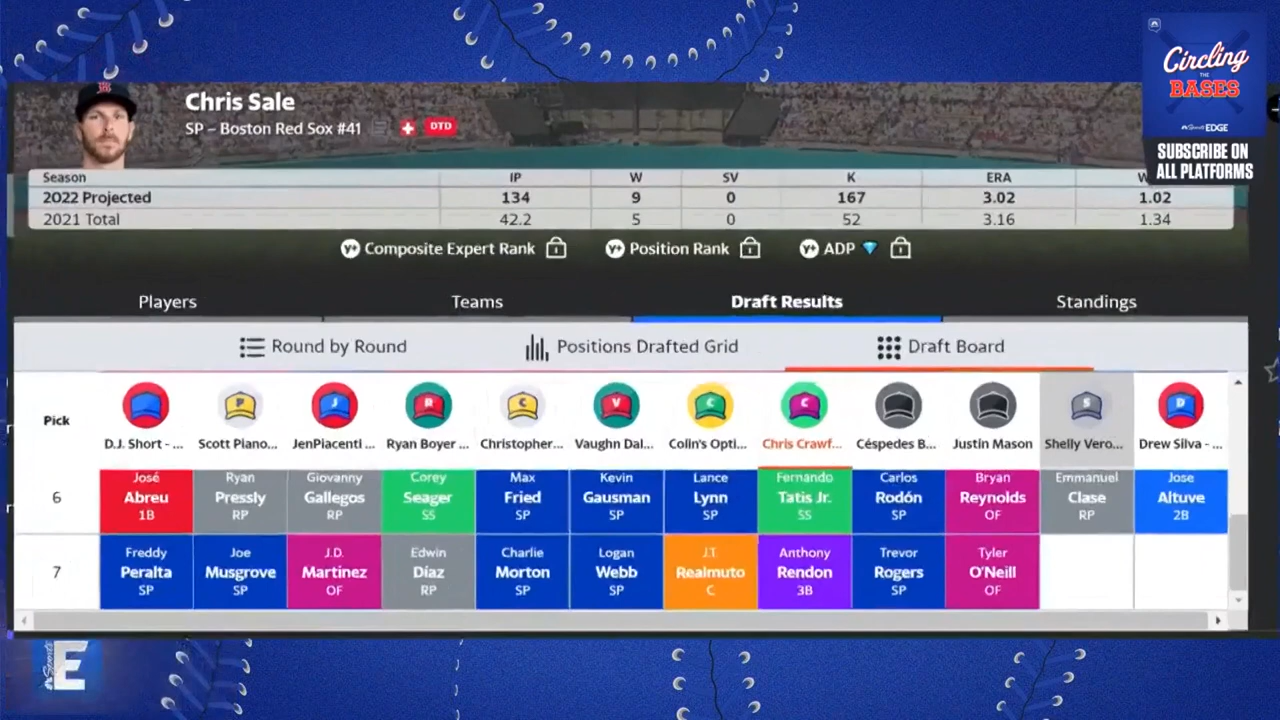 Chris Sale
SP – Boston Red Sox #41 DTD
Season IP W SV K ERA
2022 Projected 134 9 0 167 3.02 1.02
2021 Total 42.2 5 0 52 3.16 1.34
Y+ Composite Expert Rank Y+ Position Rank Y+ ADP
Players Teams Draft Results Standings
Round by Round Positions Drafted Grid Draft Board
Pick
P J R C V C C S D
D.J. Short - ... Scott Piano... JenPiacenti ... Ryan Boyer ... Christopher... Vaughn Dal... Colin's Opti... Chris Crawf... Céspedes B... Justin Mason Shelly Vero... Drew Silva - ...
José Ryan Giovanny Corey Max Kevin Lance Fernando Carlos Bryan Emmanuel Jose
6 Abreu Pressly Gallegos Seager Fried Gausman Lynn Tatis Jr. Rodón Reynolds Clase Altuve
1B RP RP SS SP SP SP SS SP OF RP 2B
Freddy Joe J.D. Edwin Charlie Logan J.T. Anthony Trevor Tyler
7 Peralta Musgrove Martinez Díaz Morton Webb Realmuto Rendon Rogers O'Neill
SP SP OF RP SP SP C 3B SP OF
Circling
THE
BASES
EDGE
SUBSCRIBE ON
ALL PLATFORMS
E